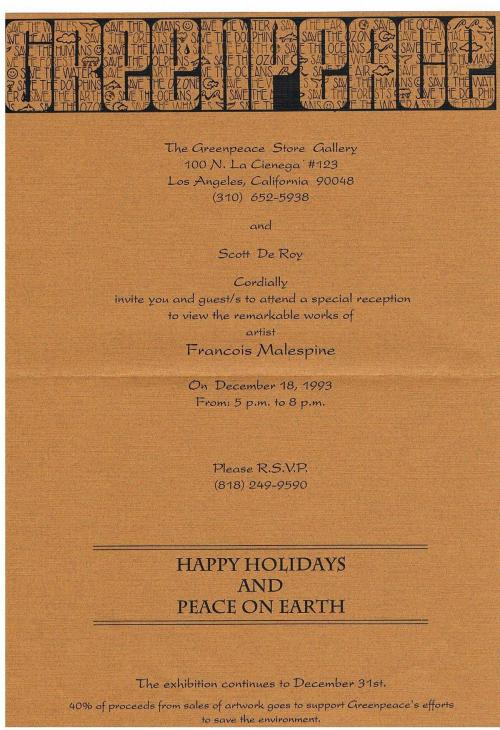 GREENPEACE
The Greenpeace Store Gallery
100 N. La Cienega #123
Los Angeles, California 90048
(310) 652-5938
and
Scott De Roy
Cordially
invite you and guest/s to attend a special reception
to view the remarkable works of
artist
Francois Malespine
On December 18, 1993
From: 5 p.m. to 8 p.m.
Please R.S.V.P.
(818) 249-9590
HAPPY HOLIDAYS
AND
PEACE ON EARTH
The exhibition continues to December 31st.
40% of proceeds from sales of artwork goes to support Greenpeace's efforts
to save the environment.